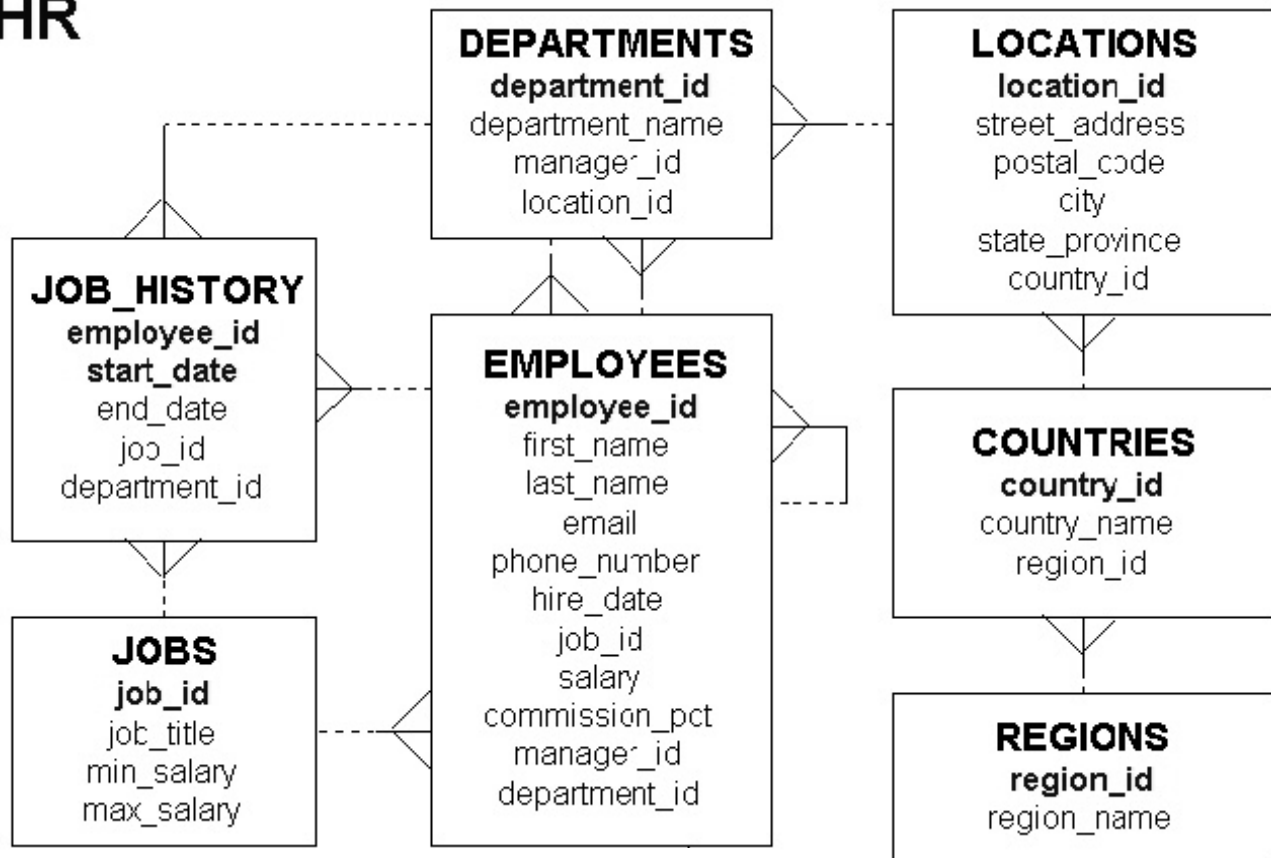 HR
DEPARTMENTS
department_id
department_name
manager_id
location_id
LOCATIONS
location_id
street_address
postal_code
city
state_province
country_id
JOB_HISTORY
employee_id
start_date
end_date
job_id
department_id
EMPLOYEES
employee_id
first_name
last_name
email
phone_number
hire_date
job_id
salary
commission_pct
manager_id
department_id
COUNTRIES
country_id
country_name
region_id
JOBS
job_id
job_title
min_salary
max_salary
REGIONS
region_id
region_name